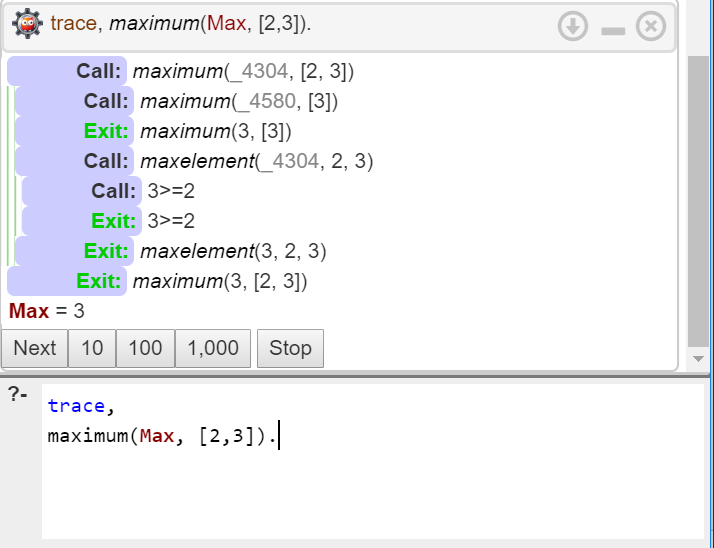 trace, maximum(Max, [2,3]).
Call: maximum(_4304, [2, 3])
Call: maximum(_4580, [3])
Exit: maximum(3, [3])
Call: maxelement(_4304, 2, 3)
Call: 3>=2
Exit: 3>=2
Exit: maxelement(3, 2, 3)
Exit: maximum(3, [2, 3])
Max = 3
Next 10 100 1,000 Stop
?- trace,
maximum(Max, [2,3]).